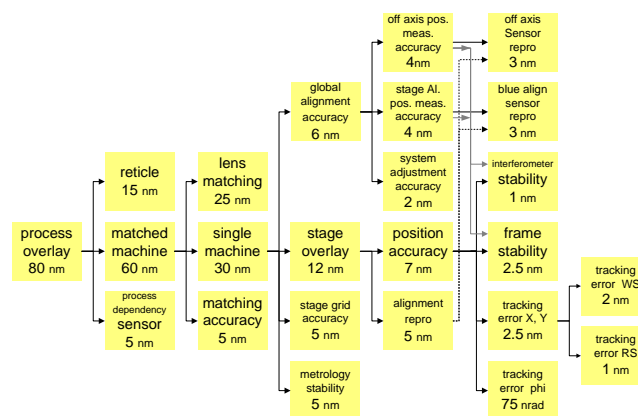 process
overlay
80 nm
reticle
15 nm
matched
machine
60 nm
process
dependency
sensor
5 nm
lens
matching
25 nm
single
machine
30 nm
matching
accuracy
5 nm
global
alignment
accuracy
6 nm
stage
overlay
12 nm
stage grid
accuracy
5 nm
metrology
stability
5 nm
off axis pos.
meas.
accuracy
4nm
stage Al.
pos. meas.
accuracy
4 nm
system
adjustment
accuracy
2 nm
position
accuracy
7 nm
alignment
repro
5 nm
off axis
Sensor
repro
3 nm
blue align
sensor
repro
3 nm
interferometer
stability
1 nm
frame
stability
2.5 nm
tracking
error X, Y
2.5 nm
tracking
error phi
75 nrad
tracking
error WS
2 nm
tracking
error RS
1 nm